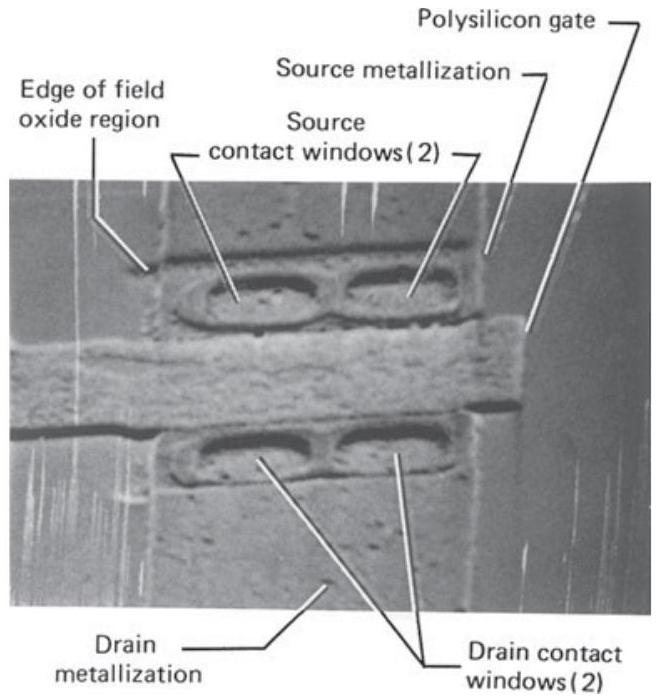 Polysilicon gate
Source metallization
Edge of field
oxide region
Source
contact windows(2)
Drain
metallization
Drain contact
windows(2)